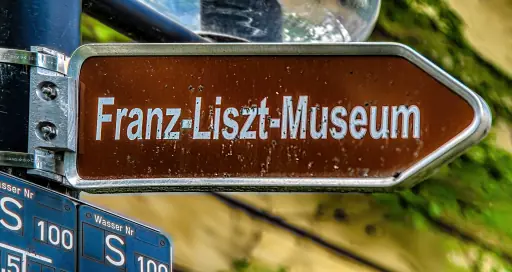 Franz-Liszt-Museum
Wasser Nr
S 100
Wasser Nr
S 100